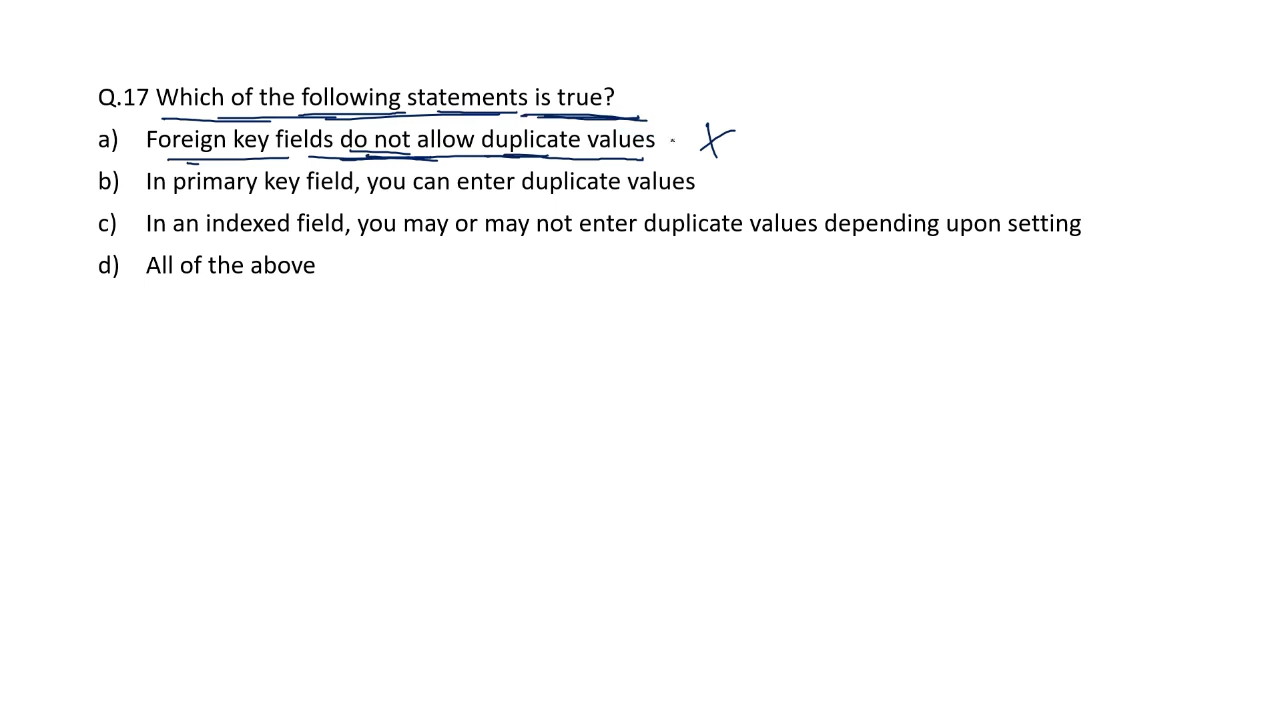 Q.17 Which of the following statements is true?
a) Foreign key fields do not allow duplicate values
b) In primary key field, you can enter duplicate values
c) In an indexed field, you may or may not enter duplicate values depending upon setting
d) All of the above